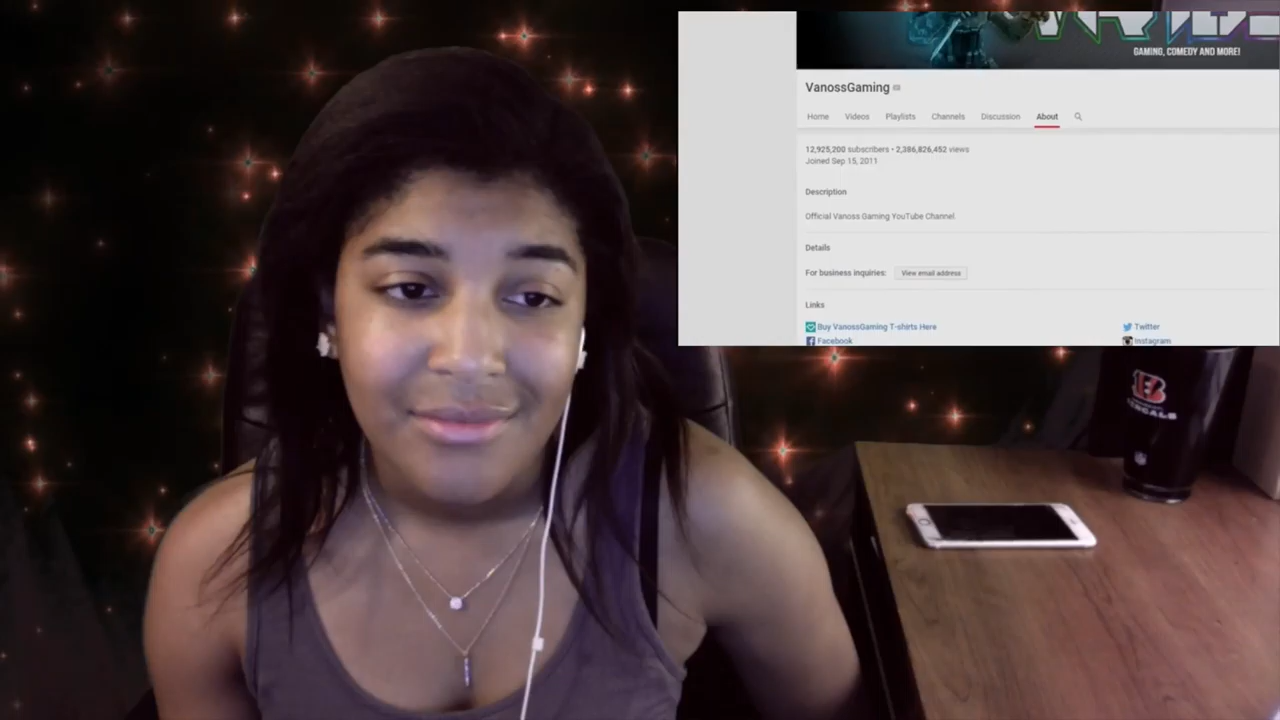 GAMING, COMEDY AND MORE!
VanossGaming
Home Videos Playlists Channels Discussion About
12,925,200 subscribers • 2,386,826,452 views
Joined Sep 15, 2011
Description
Official Vanoss Gaming YouTube Channel
Details
For business inquiries: View email address
Links
Buy VanossGaming T-shirts Here Twitter
Facebook Instagram
BENGALS